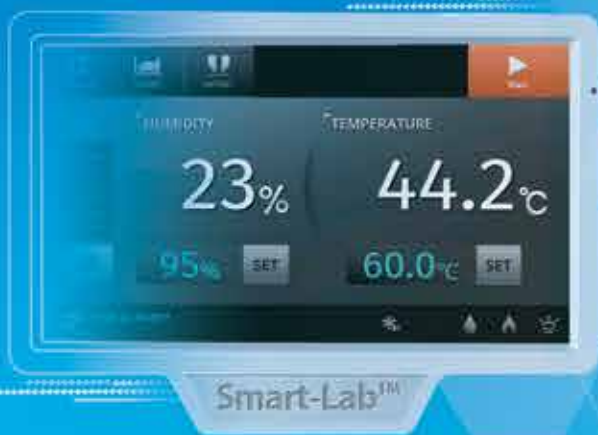 HUMIDITY TEMPERATURE
23% 44.2℃
95% SET 60.0℃ SET
Smart-Lab™